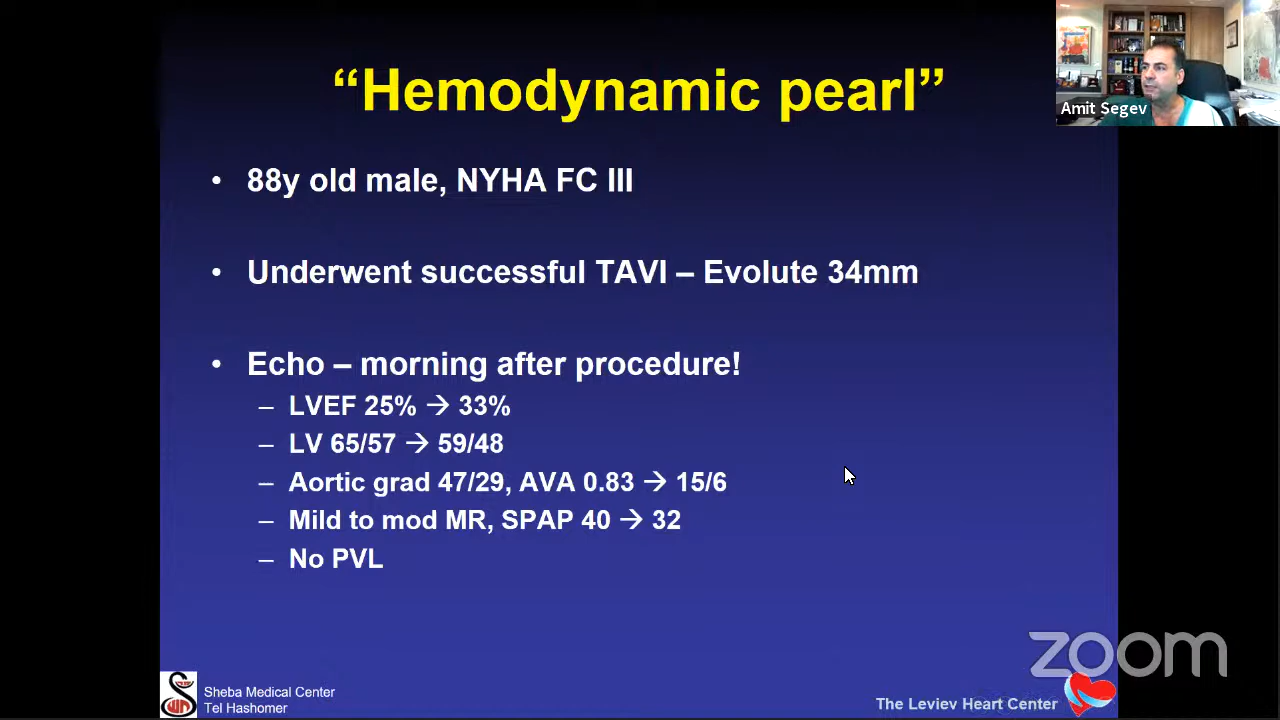 “Hemodynamic pearl”
Amit Segev
• 88y old male, NYHA FC III
• Underwent successful TAVI – Evolute 34mm
• Echo – morning after procedure!
– LVEF 25% → 33%
– LV 65/57 → 59/48
– Aortic grad 47/29, AVA 0.83 → 15/6
– Mild to mod MR, SPAP 40 → 32
– No PVL
zoom
Sheba Medical Center
Tel Hashomer
The Leviev Heart Center